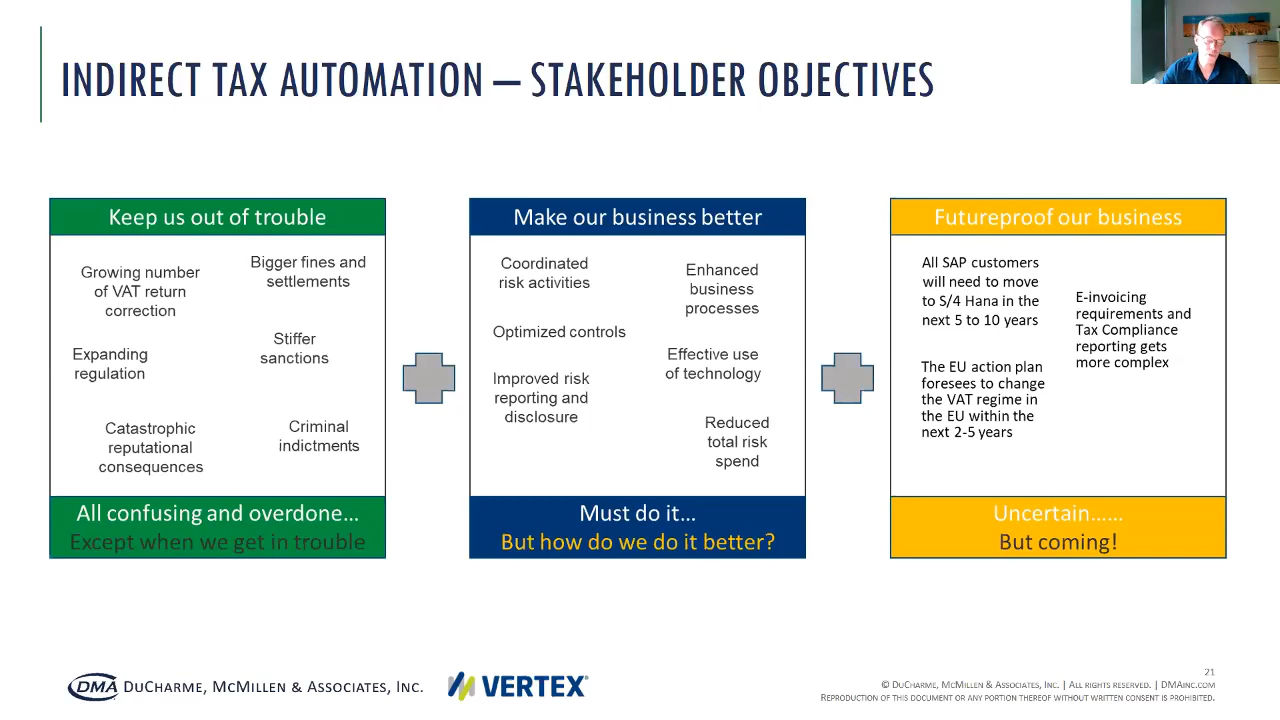 INDIRECT TAX AUTOMATION – STAKEHOLDER OBJECTIVES
Keep us out of trouble
Growing number
of VAT return
correction
Bigger fines and
settlements
Expanding
regulation
Stiffer
sanctions
Catastrophic
reputational
consequences
Criminal
indictments
All confusing and overdone...
Except when we get in trouble
Make our business better
Coordinated
risk activities
Enhanced
business
processes
Optimized controls
Effective use
of technology
Improved risk
reporting and
disclosure
Reduced
total risk
spend
Must do it...
But how do we do it better?
Futureproof our business
All SAP customers
will need to move
to S/4 Hana in the
next 5 to 10 years
E-invoicing
requirements and
Tax Compliance
reporting gets
more complex
The EU action plan
foresees to change
the VAT regime in
the EU within the
next 2-5 years
Uncertain......
But coming!
DMA DUCHARME, MCMILLEN & ASSOCIATES, INC.
VERTEX®
21
© DUCHARME, MCMILLEN & ASSOCIATES, INC. | ALL RIGHTS RESERVED. | DMAINC.COM
REPRODUCTION OF THIS DOCUMENT OR ANY PORTION THEREOF WITHOUT WRITTEN CONSENT IS PROHIBITED.